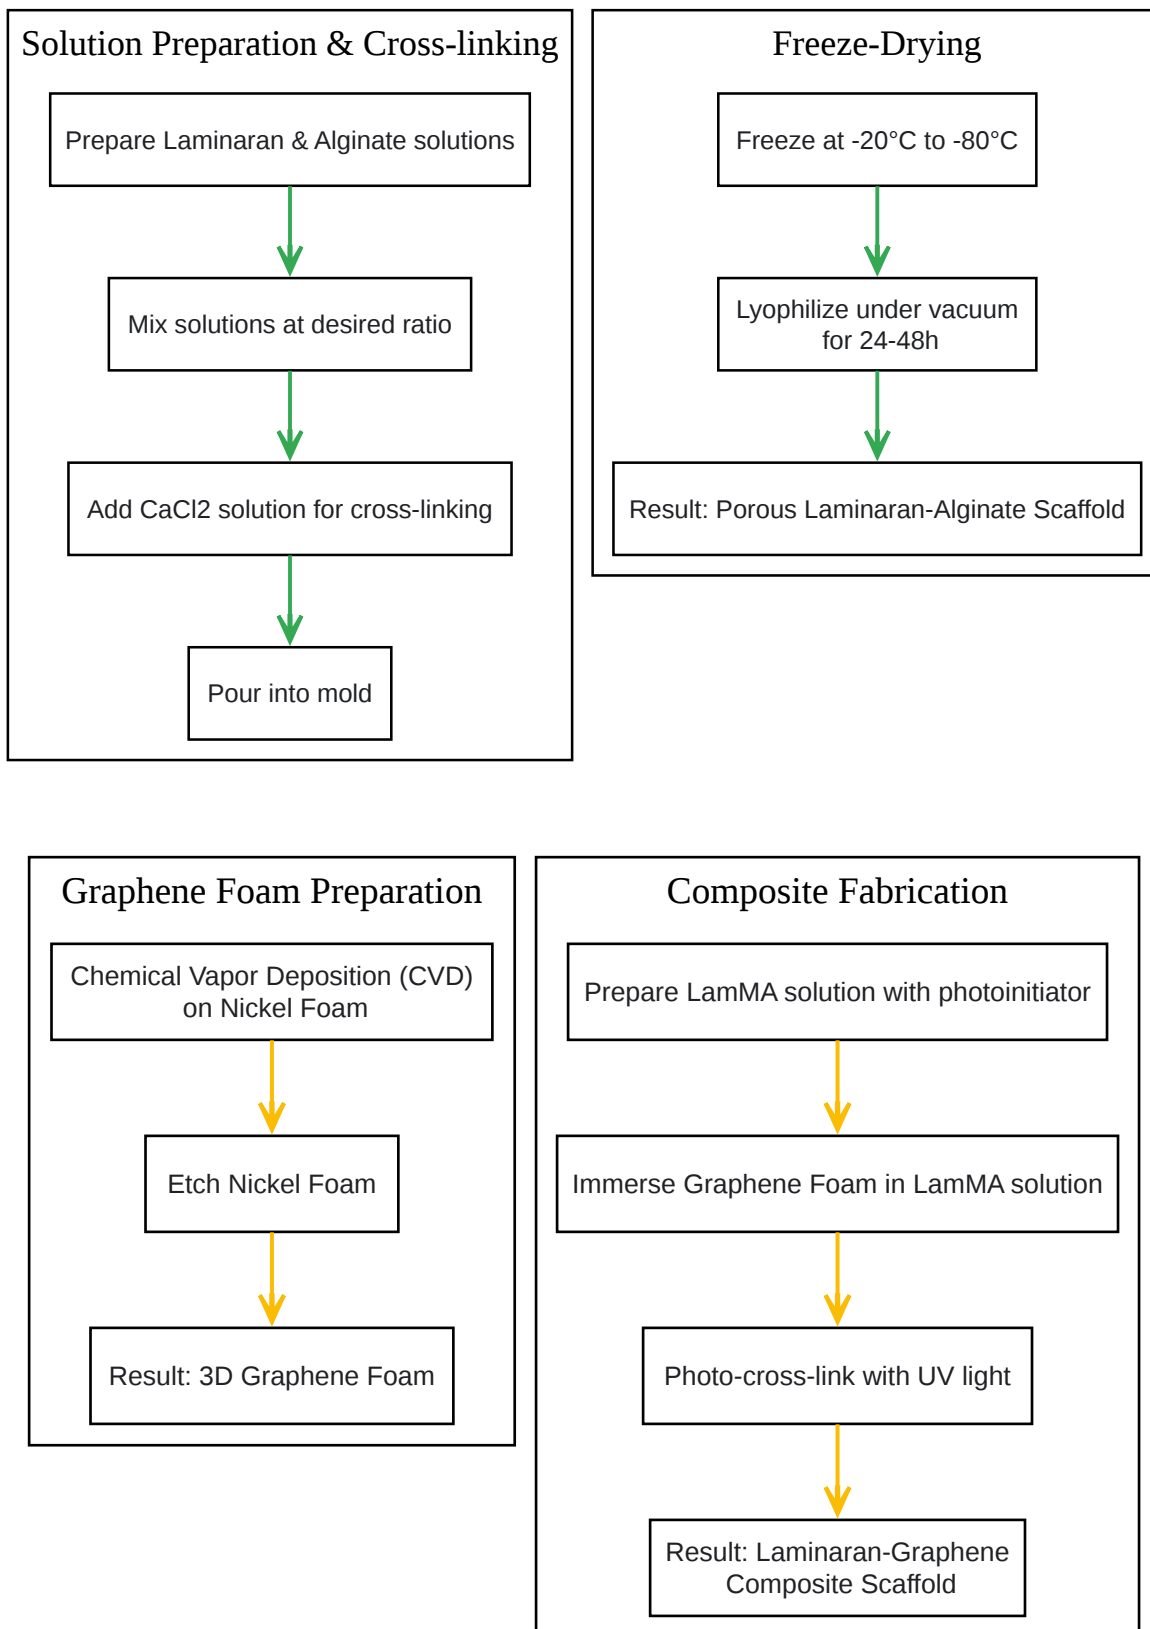 Solution Preparation & Cross-linking
Prepare Laminaran & Alginate solutions
Mix solutions at desired ratio
Add CaCl2 solution for cross-linking
Pour into mold
Freeze-Drying
Freeze at -20°C to -80°C
Lyophilize under vacuum
for 24-48h
Result: Porous Laminaran-Alginate Scaffold
Graphene Foam Preparation
Chemical Vapor Deposition (CVD)
on Nickel Foam
Etch Nickel Foam
Result: 3D Graphene Foam
Composite Fabrication
Prepare LamMA solution with photoinitiator
Immerse Graphene Foam in LamMA solution
Photo-cross-link with UV light
Result: Laminaran-Graphene
Composite Scaffold